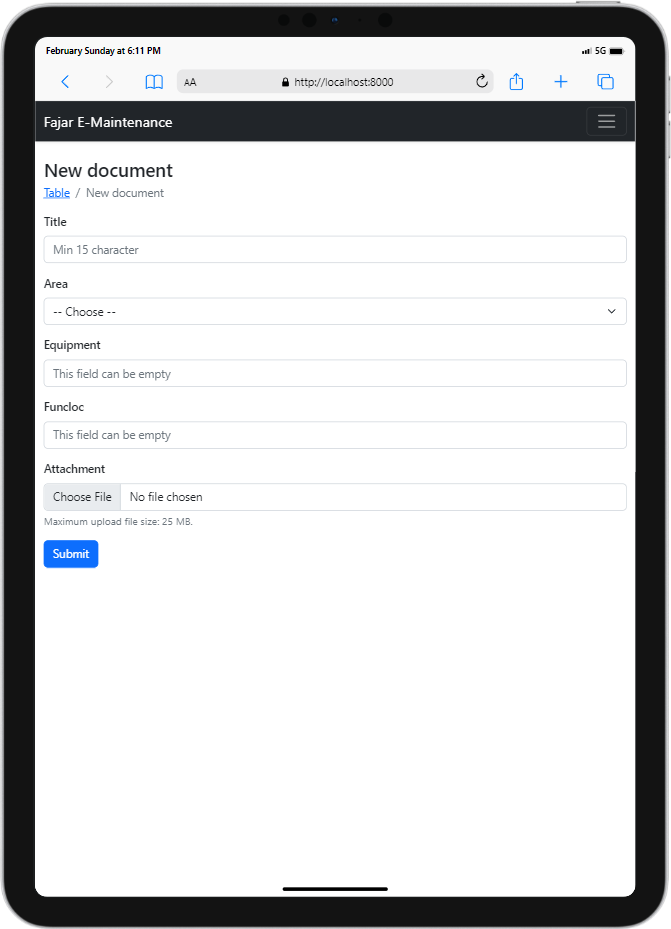 February Sunday at 6:11 PM 5G
AA http://localhost:8000
Fajar E-Maintenance
New document
Table / New document
Title
Min 15 character
Area
-- Choose --
Equipment
This field can be empty
Funcloc
This field can be empty
Attachment
Choose File No file chosen
Maximum upload file size: 25 MB.
Submit